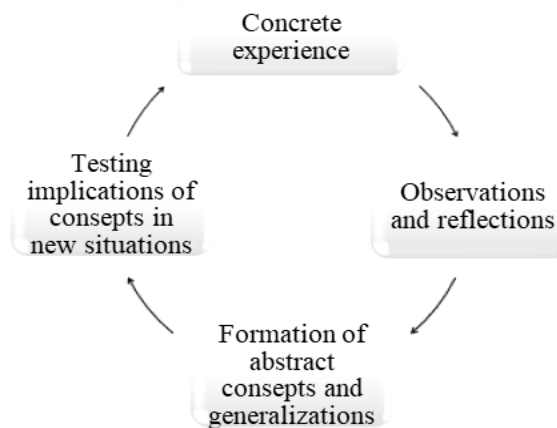 Concrete
experience
Observations
and reflections
Formation of
abstract
consepts and
generalizations
Testing
implications of
consepts in
new situations